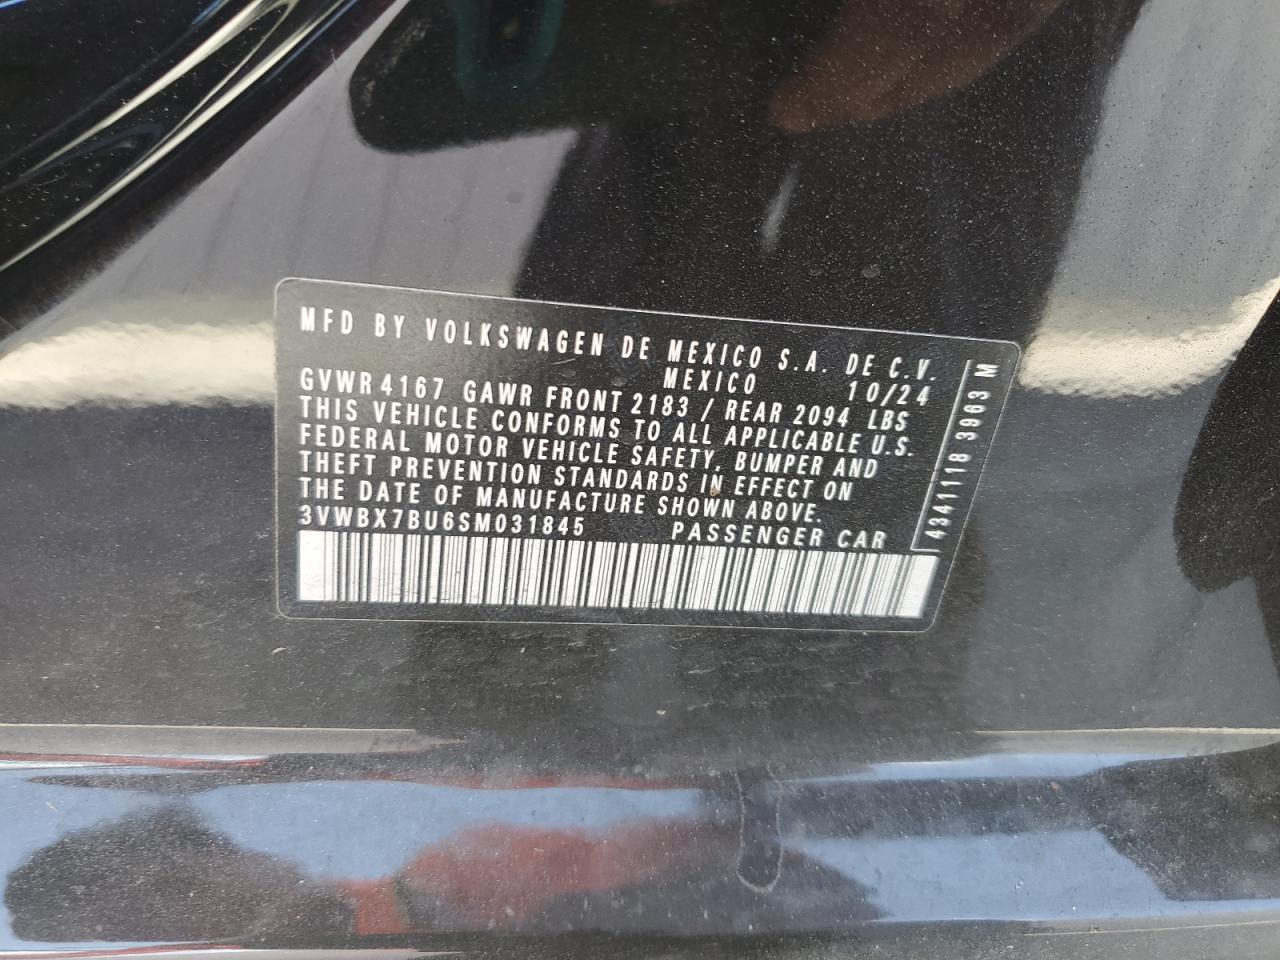 MFD BY VOLKSWAGEN DE MEXICO S.A. DE C.V.
MEXICO 10/24
GVWR 4167 GAWR FRONT 2183 / REAR 2094 LBS
THIS VEHICLE CONFORMS TO ALL APPLICABLE U.S.
FEDERAL MOTOR VEHICLE SAFETY, BUMPER AND
THEFT PREVENTION STANDARDS IN EFFECT ON
THE DATE OF MANUFACTURE SHOWN ABOVE.
3VWBX7BU6SM031845 PASSENGER CAR
4341118 3963 M